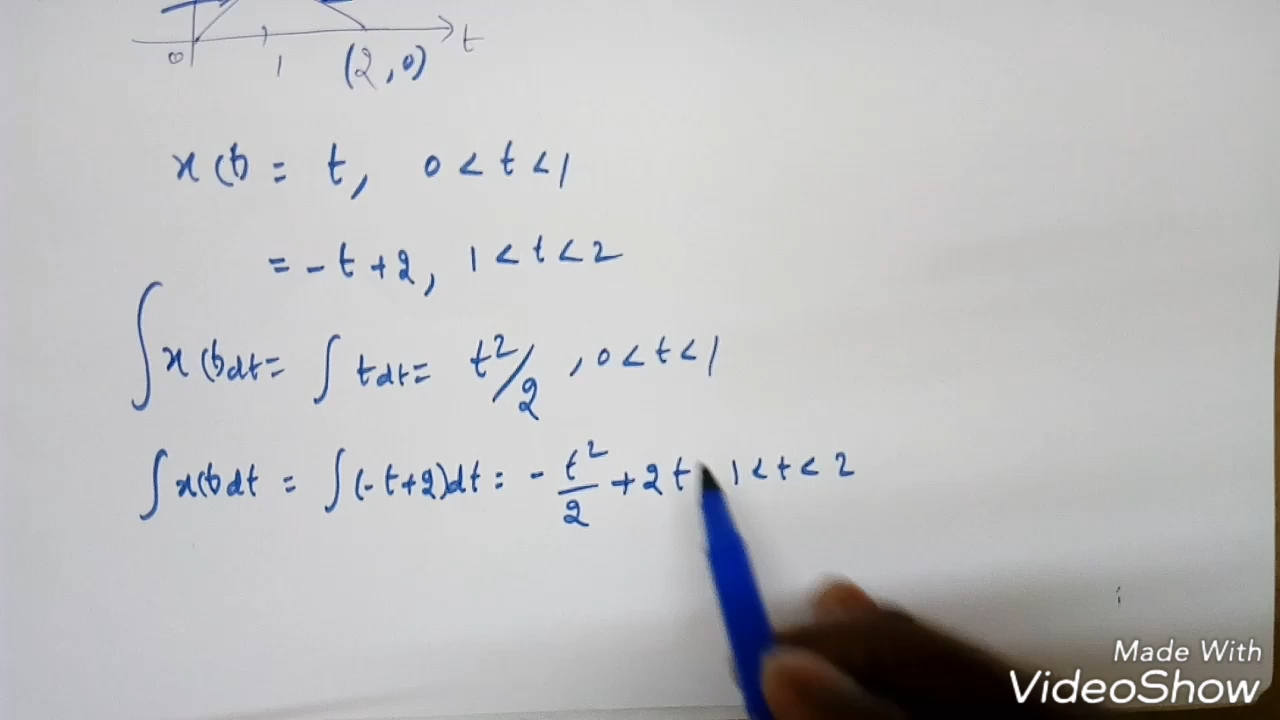 0 1 (2,0) t
x(t) = t, 0 < t < 1
= -t+2, 1 < t < 2
∫x(t)dt = ∫tdt = t²/2, 0 < t < 1
∫x(t)dt = ∫(-t+2)dt = -t²/2 + 2t 1 < t < 2
Made With
VideoShow